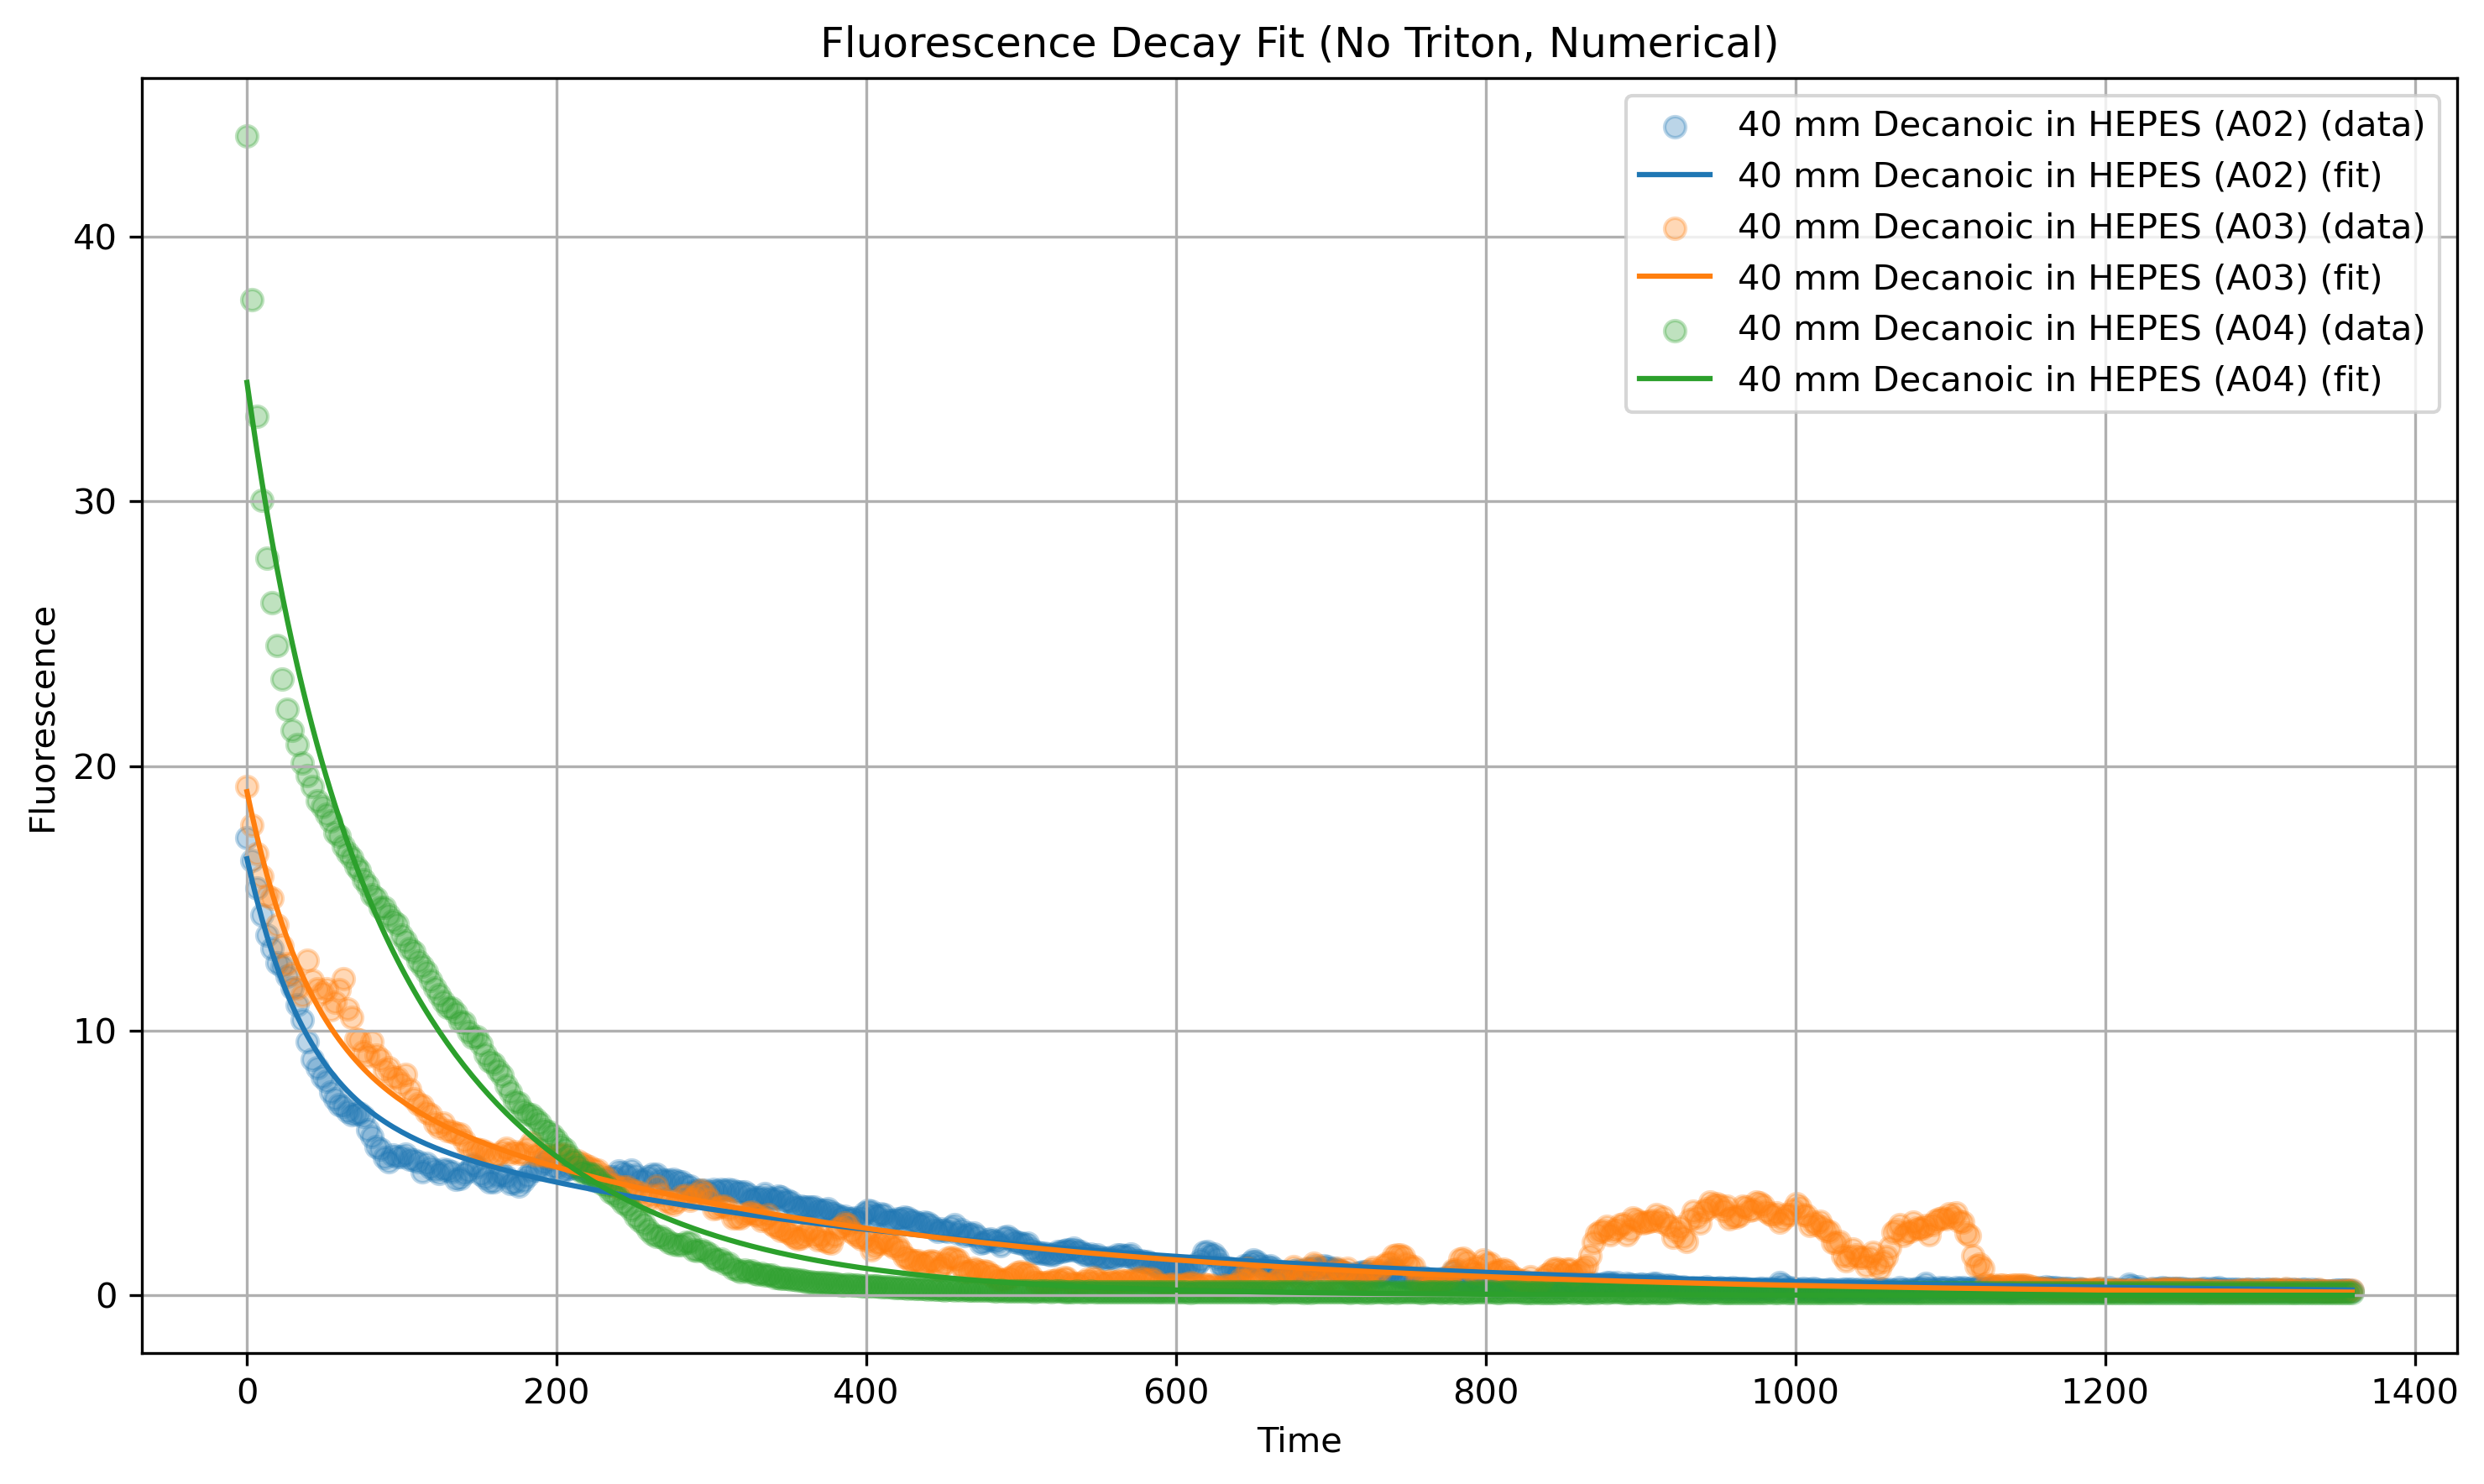 Fluorescence Decay Fit (No Triton, Numerical)
40 mm Decanoic in HEPES (A02) (data)
40 mm Decanoic in HEPES (A02) (fit)
40 mm Decanoic in HEPES (A03) (data)
40 mm Decanoic in HEPES (A03) (fit)
40 mm Decanoic in HEPES (A04) (data)
40 mm Decanoic in HEPES (A04) (fit)
Fluorescence
40
30
20
10
0
0 200 400 600 800 1000 1200 1400
Time